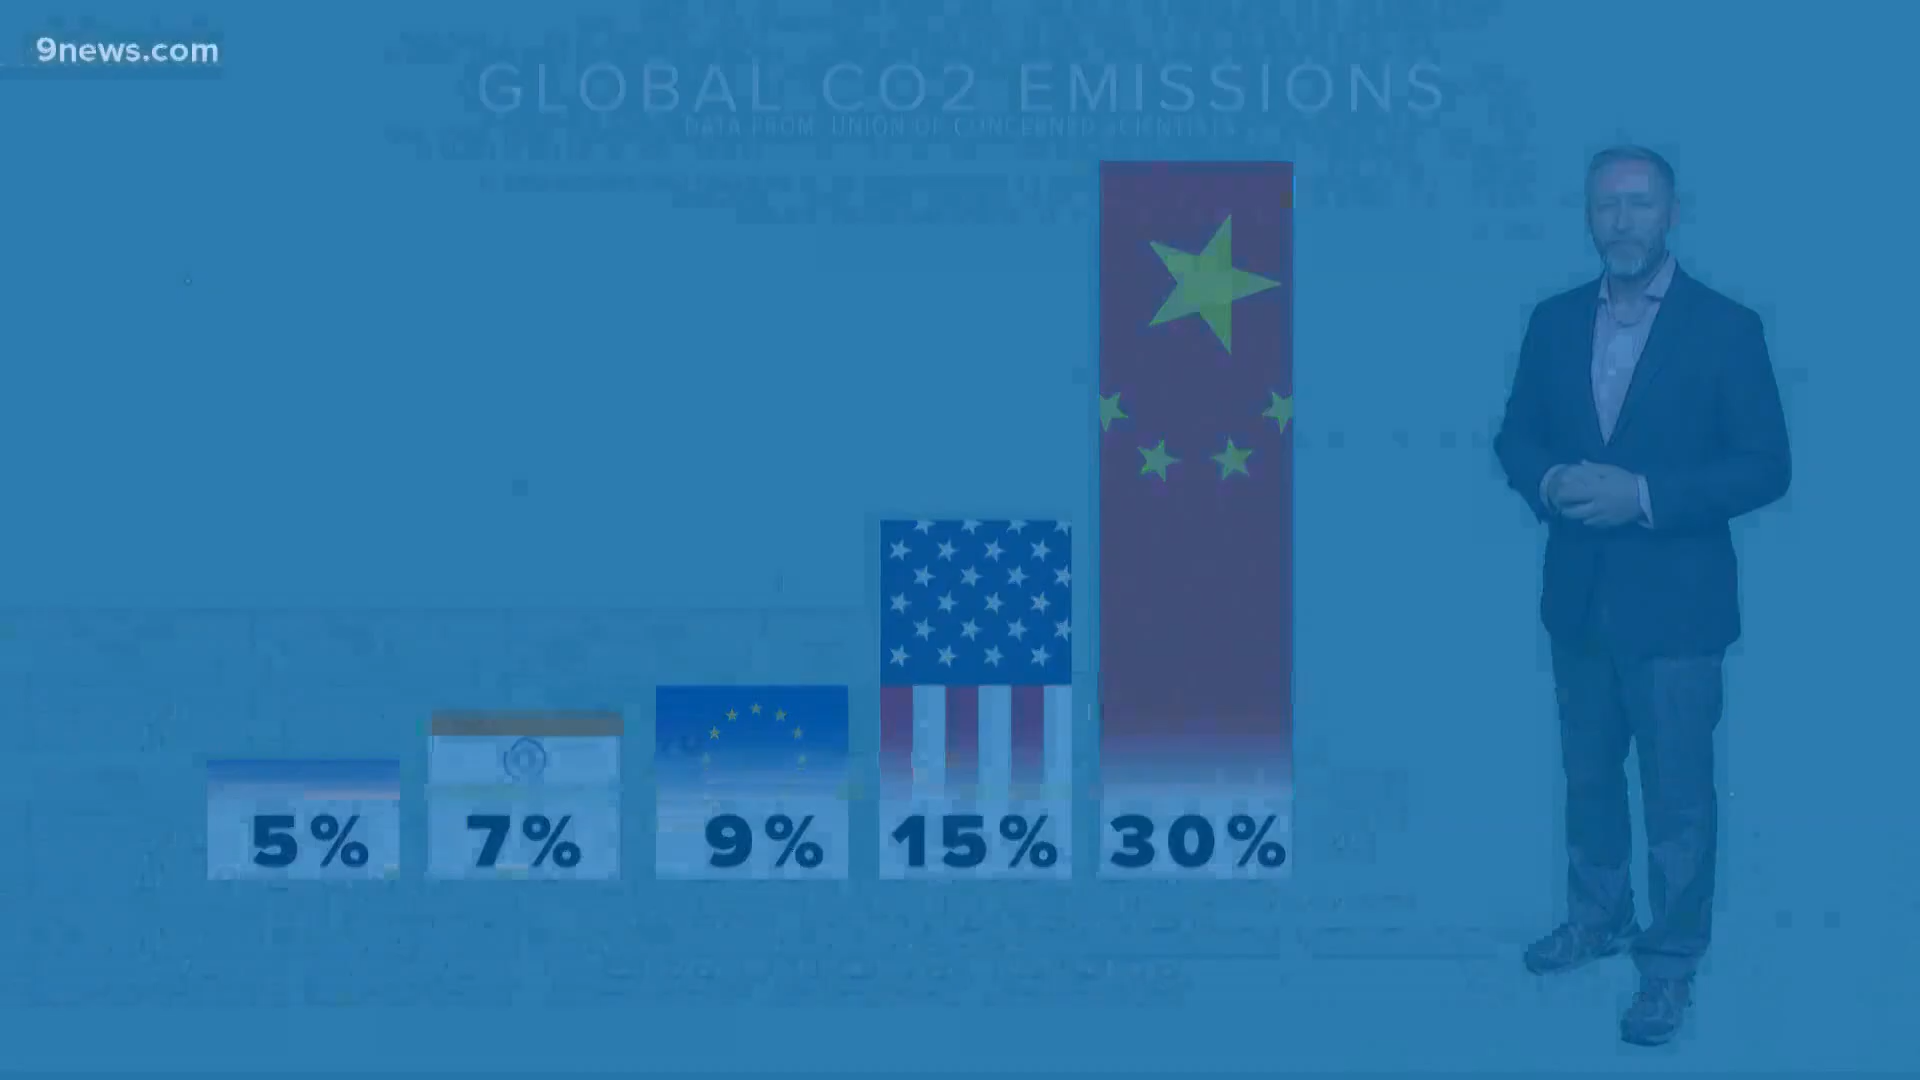 9news.com
GLOBAL CO2 EMISSIONS
DATA FROM: UNION OF CONCERNED SCIENTISTS
5%
7%
9%
15%
30%